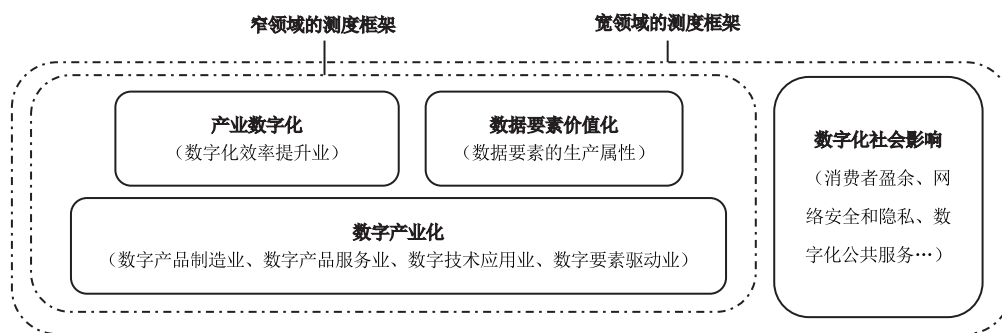 窄领域的测度框架
宽领域的测度框架
产业数字化
（数字化效率提升业）
数据要素价值化
（数据要素的生产属性）
数字产业化
（数字产品制造业、数字产品服务业、数字技术应用业、数字要素驱动业）
数字化社会影响
（消费者盈余、网
络安全和隐私、数
字化公共服务…）